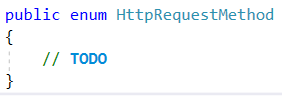 public enum HttpRequestMethod
{
    // TODO
}